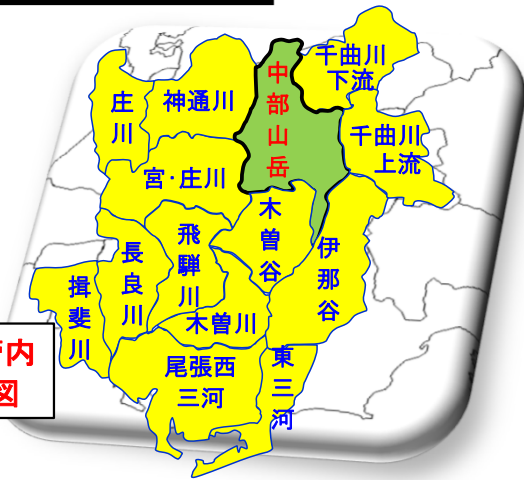 千曲川
下流
中部山岳
神通川
庄川
千曲川
上流
宮・庄川
木曽谷
飛騨川
伊那谷
長良川
揖斐川
木曽川
尾張西
三河
東三河
内
図